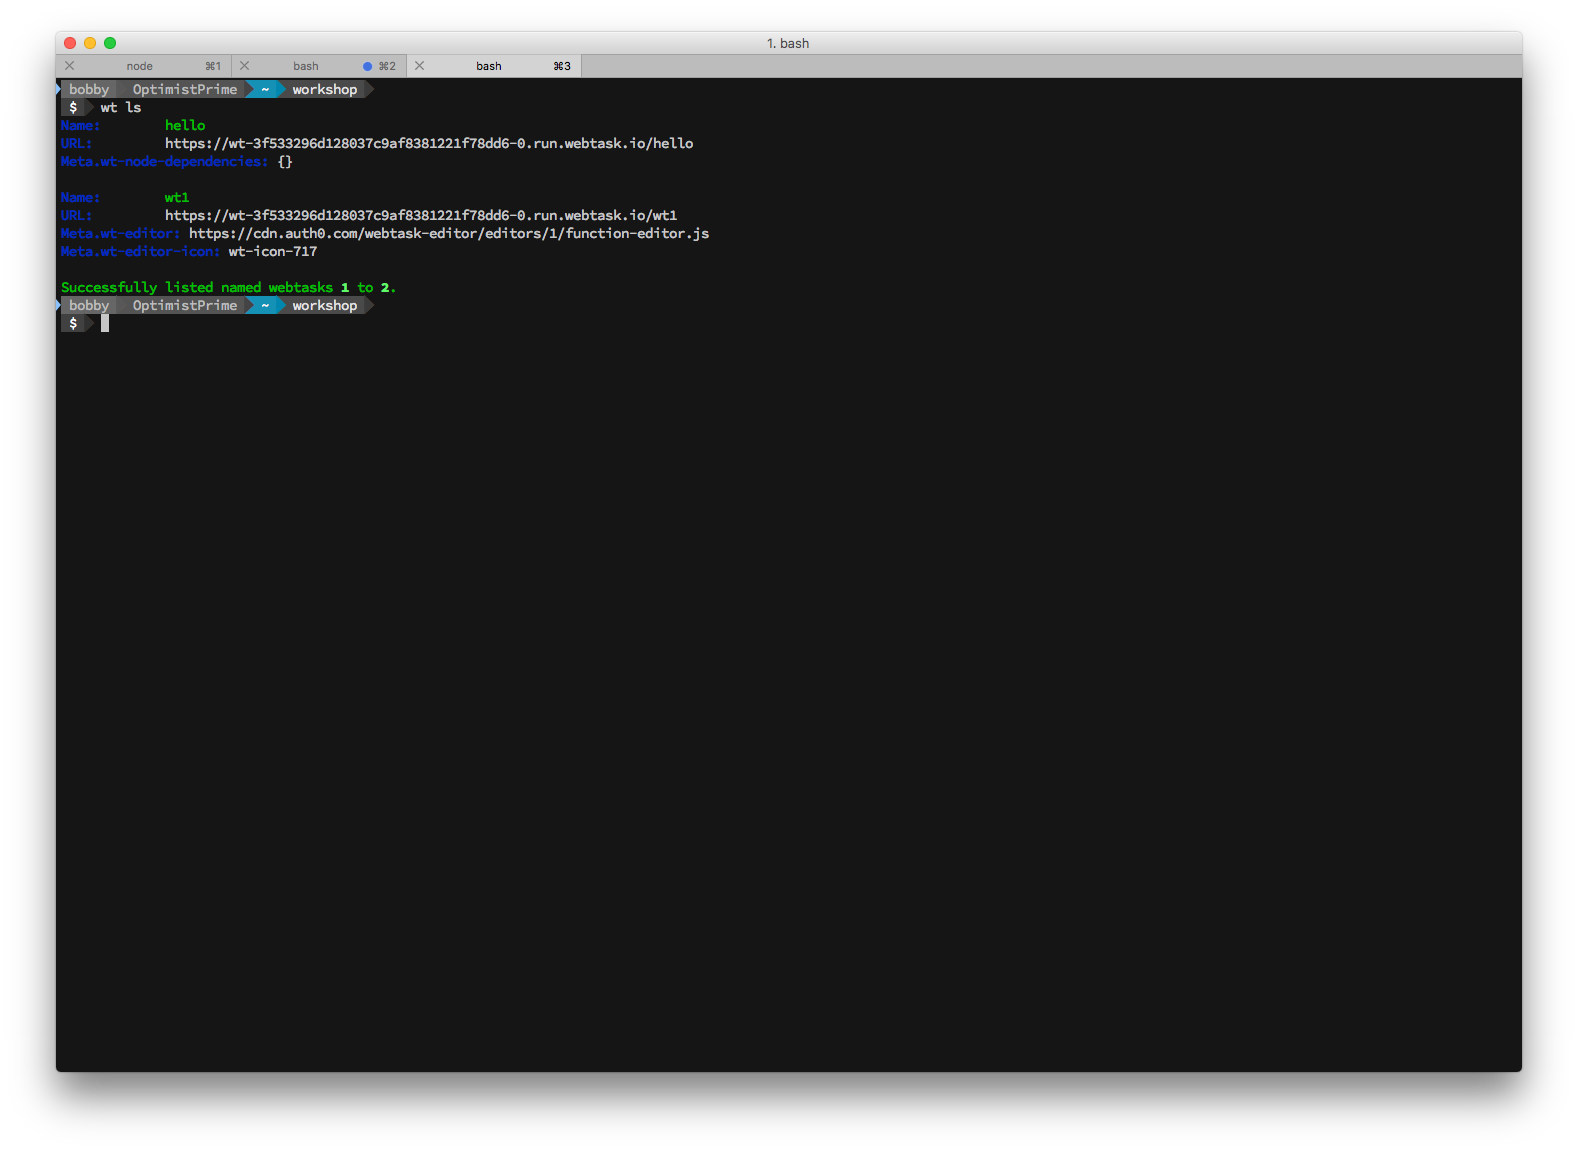 1. bash
node ⌘1 bash ⌘2 bash ⌘3
bobby OptimistPrime ~ workshop
$ wt ls
Name: hello
URL: https://wt-3f533296d128037c9af8381221f78dd6-0.run.webtask.io/hello
Meta.wt-node-dependencies: {}
Name: wt1
URL: https://wt-3f533296d128037c9af8381221f78dd6-0.run.webtask.io/wt1
Meta.wt-editor: https://cdn.auth0.com/webtask-editor/editors/1/function-editor.js
Meta.wt-editor-icon: wt-icon-717
Successfully listed named webtasks 1 to 2.
bobby OptimistPrime ~ workshop
$